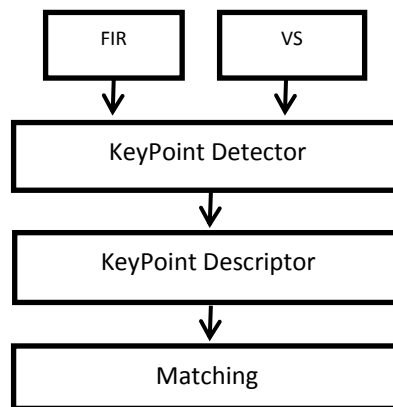 FIR
VS
KeyPoint Detector
KeyPoint Descriptor
Matching